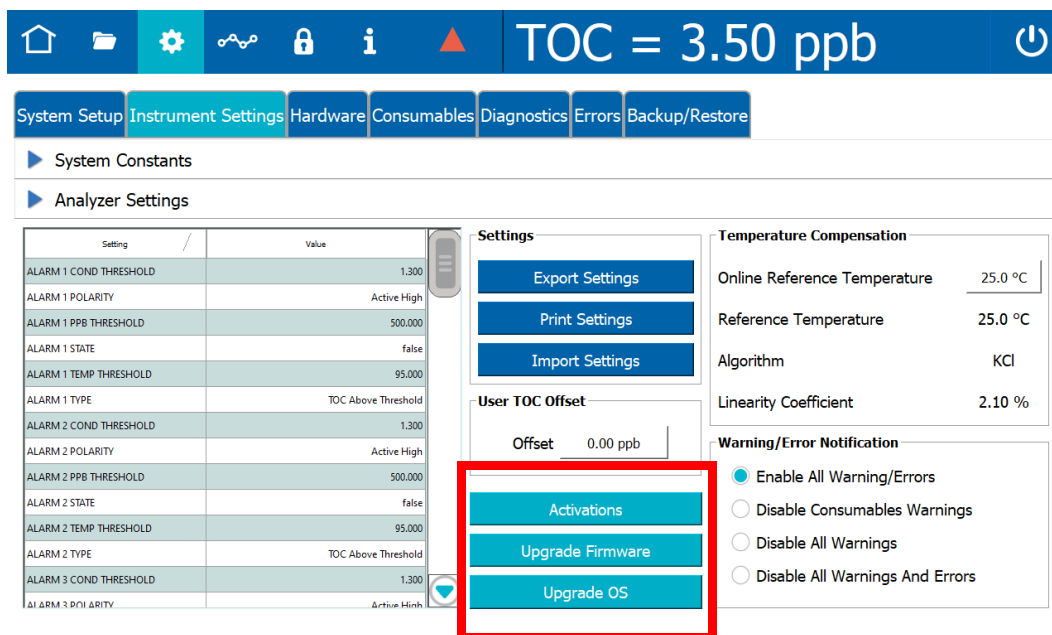 TOC = 3.50 ppb
System Setup Instrument Settings Hardware Consumables Diagnostics Errors Backup/Restore
System Constants
Analyzer Settings
Setting Value
ALARM 1 COND THRESHOLD 1.300
ALARM 1 POLARITY Active High
ALARM 1 PPB THRESHOLD 500.000
ALARM 1 STATE false
ALARM 1 TEMP THRESHOLD 95.000
ALARM 1 TYPE TOC Above Threshold
ALARM 2 COND THRESHOLD 1.300
ALARM 2 POLARITY Active High
ALARM 2 PPB THRESHOLD 500.000
ALARM 2 STATE false
ALARM 2 TEMP THRESHOLD 95.000
ALARM 2 TYPE TOC Above Threshold
ALARM 3 COND THRESHOLD 1.300
ALARM 3 POLARITY Active High
Settings
Export Settings
Print Settings
Import Settings
User TOC Offset
Offset 0.00 ppb
Activations
Upgrade Firmware
Upgrade OS
Temperature Compensation
Online Reference Temperature 25.0 °C
Reference Temperature 25.0 °C
Algorithm KCl
Linearity Coefficient 2.10 %
Warning/Error Notification
Enable All Warning/Errors
Disable Consumables Warnings
Disable All Warnings
Disable All Warnings And Errors